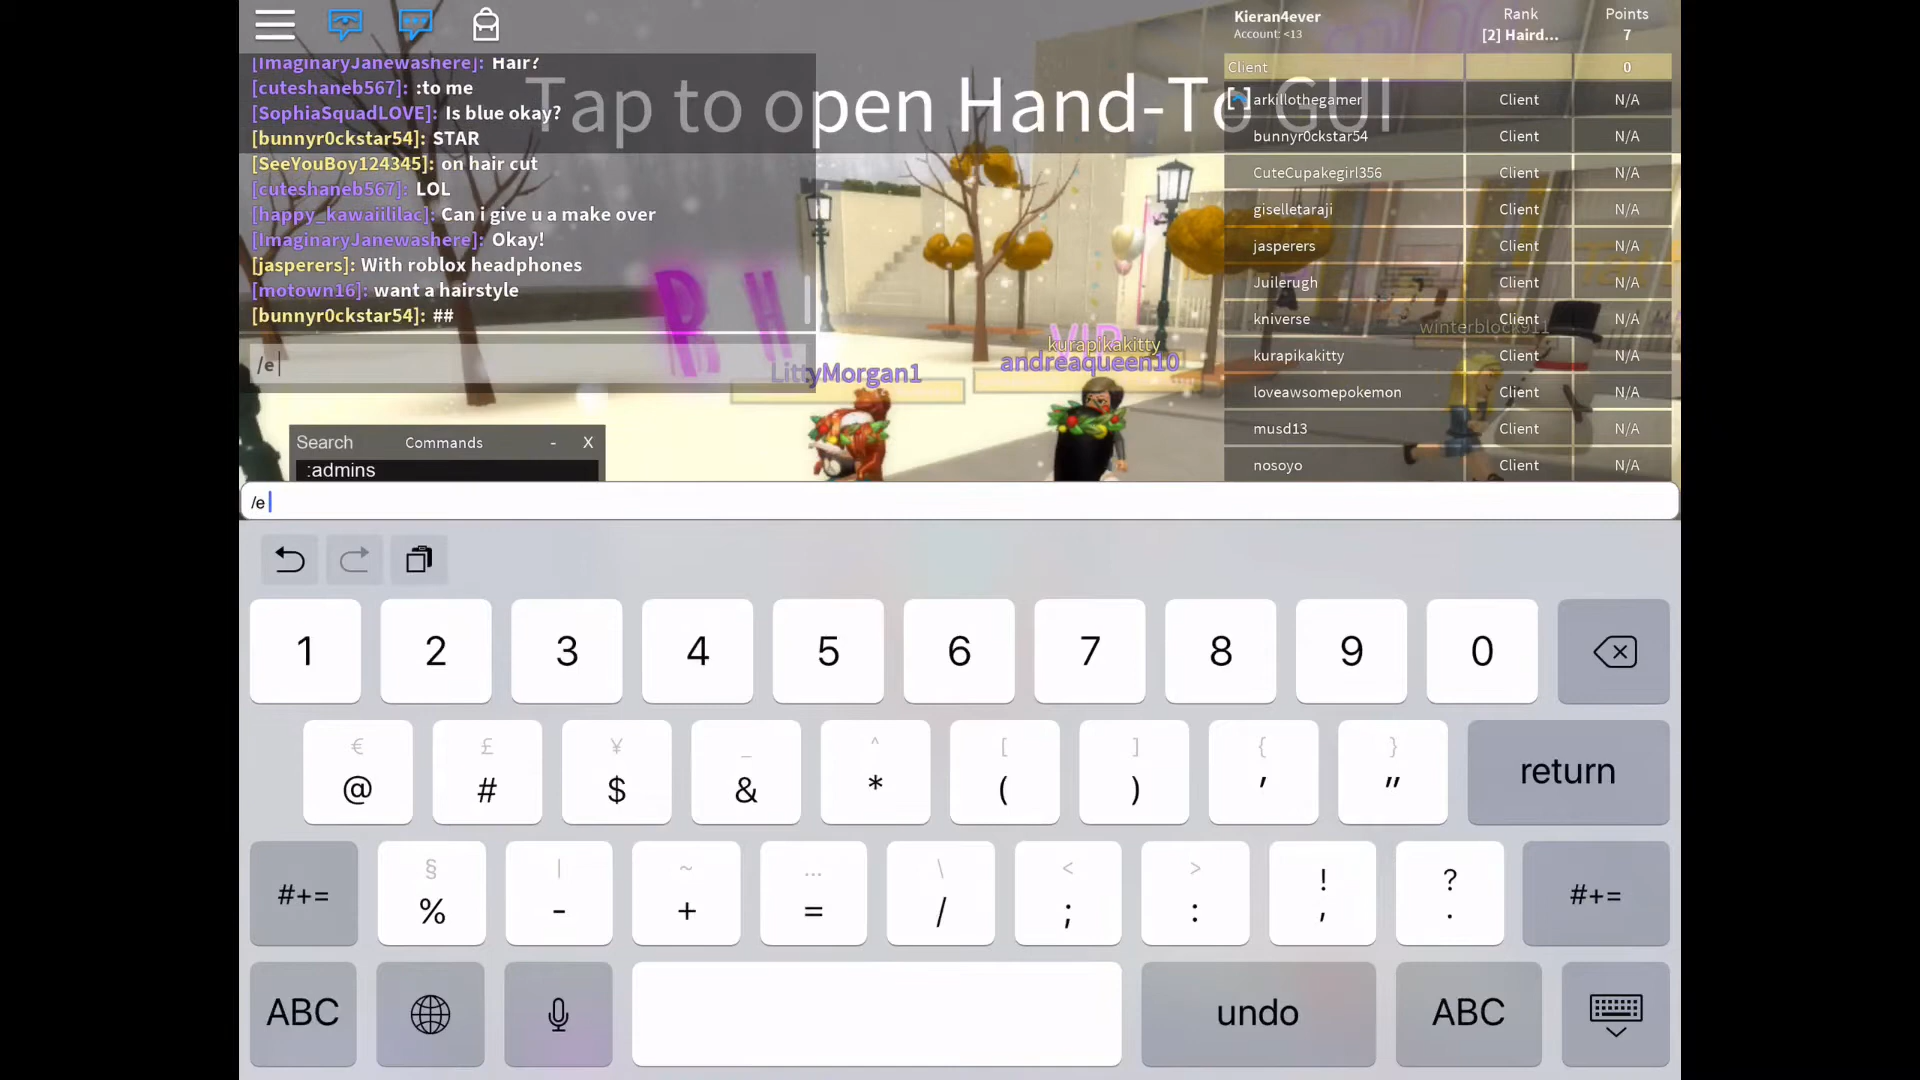 Kieran4ever
Account: <13
Rank
[2] Haird...
Points
7
[ImaginaryJanewashere]: Hair?
[cuteshaneb567]: :to me
[SophiaSquadLOVE]: Is blue okay?
[bunnyr0ckstar54]: STAR
[SeeYouBoy124345]: on hair cut
[cuteshaneb567]: LOL
[happy_kawaiililac]: Can i give u a make over
[ImaginaryJanewashere]: Okay!
[jasperers]: With roblox headphones
[motown16]: want a hairstyle
[bunnyr0ckstar54]: ##
/e
Tap to open Hand-To GUI
Client 0
arkillothegamer Client N/A
bunnyr0ckstar54 Client N/A
CuteCupakegirl356 Client N/A
giselletaraji Client N/A
jasperers Client N/A
Juilerugh Client N/A
kniverse Client N/A
kurapikakitty Client N/A
loveawsomepokemon Client N/A
musd13 Client N/A
nosoyo Client N/A
winterblock911
R H
VIP
kurapikakitty
andreaqueen10
LittyMorgan1
Search Commands - X
:admins
/e
1 2 3 4 5 6 7 8 9 0
€ £ ¥ _ ^ [ ] { }
@ # $ & * ( ) ' " return
§ | ~ … \ < > ! ?
#+= % - + = / ; : , . #+=
ABC undo ABC